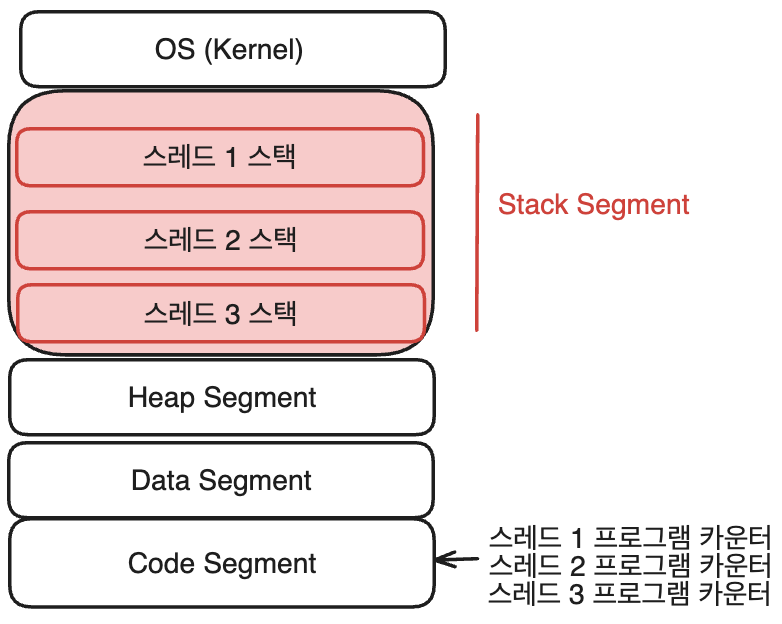 OS (Kernel)
스레드 1 스택
Stack Segment
스레드 2 스택
스레드 3 스택
Heap Segment
Data Segment
Code Segment
스레드 1 프로그램 카운터
스레드 2 프로그램 카운터
스레드 3 프로그램 카운터